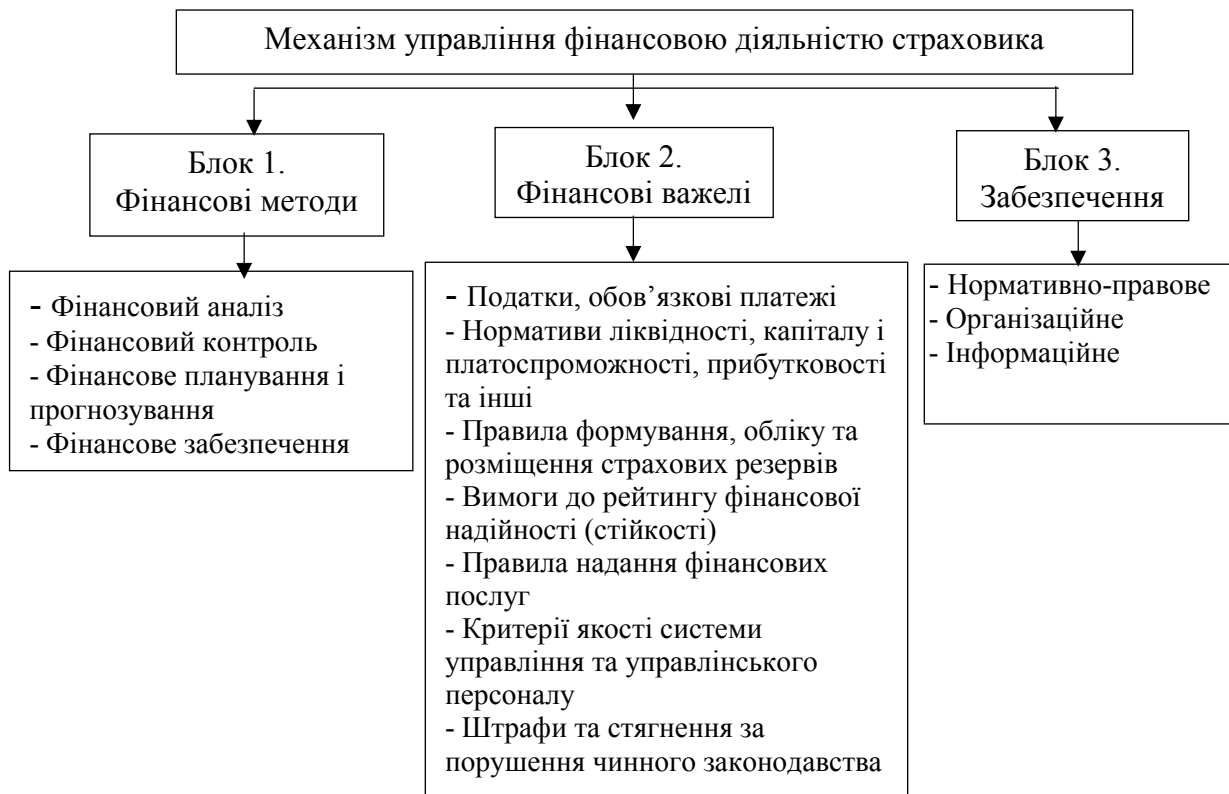 Механізм управління фінансовою діяльністю страховика
Блок 1.
Фінансові методи
Блок 2.
Фінансові важелі
Блок 3.
Забезпечення
- Фінансовий аналіз
- Фінансовий контроль
- Фінансове планування і
прогнозування
- Фінансове забезпечення
- Податки, обов’язкові платежі
- Нормативи ліквідності, капіталу і
платоспроможності, прибутковості
та інші
- Правила формування, обліку та
розміщення страхових резервів
- Вимоги до рейтингу фінансової
надійності (стійкості)
- Правила надання фінансових
послуг
- Критерії якості системи
управління та управлінського
персоналу
- Штрафи та стягнення за
порушення чинного законодавства
- Нормативно-правове
- Організаційне
- Інформаційне